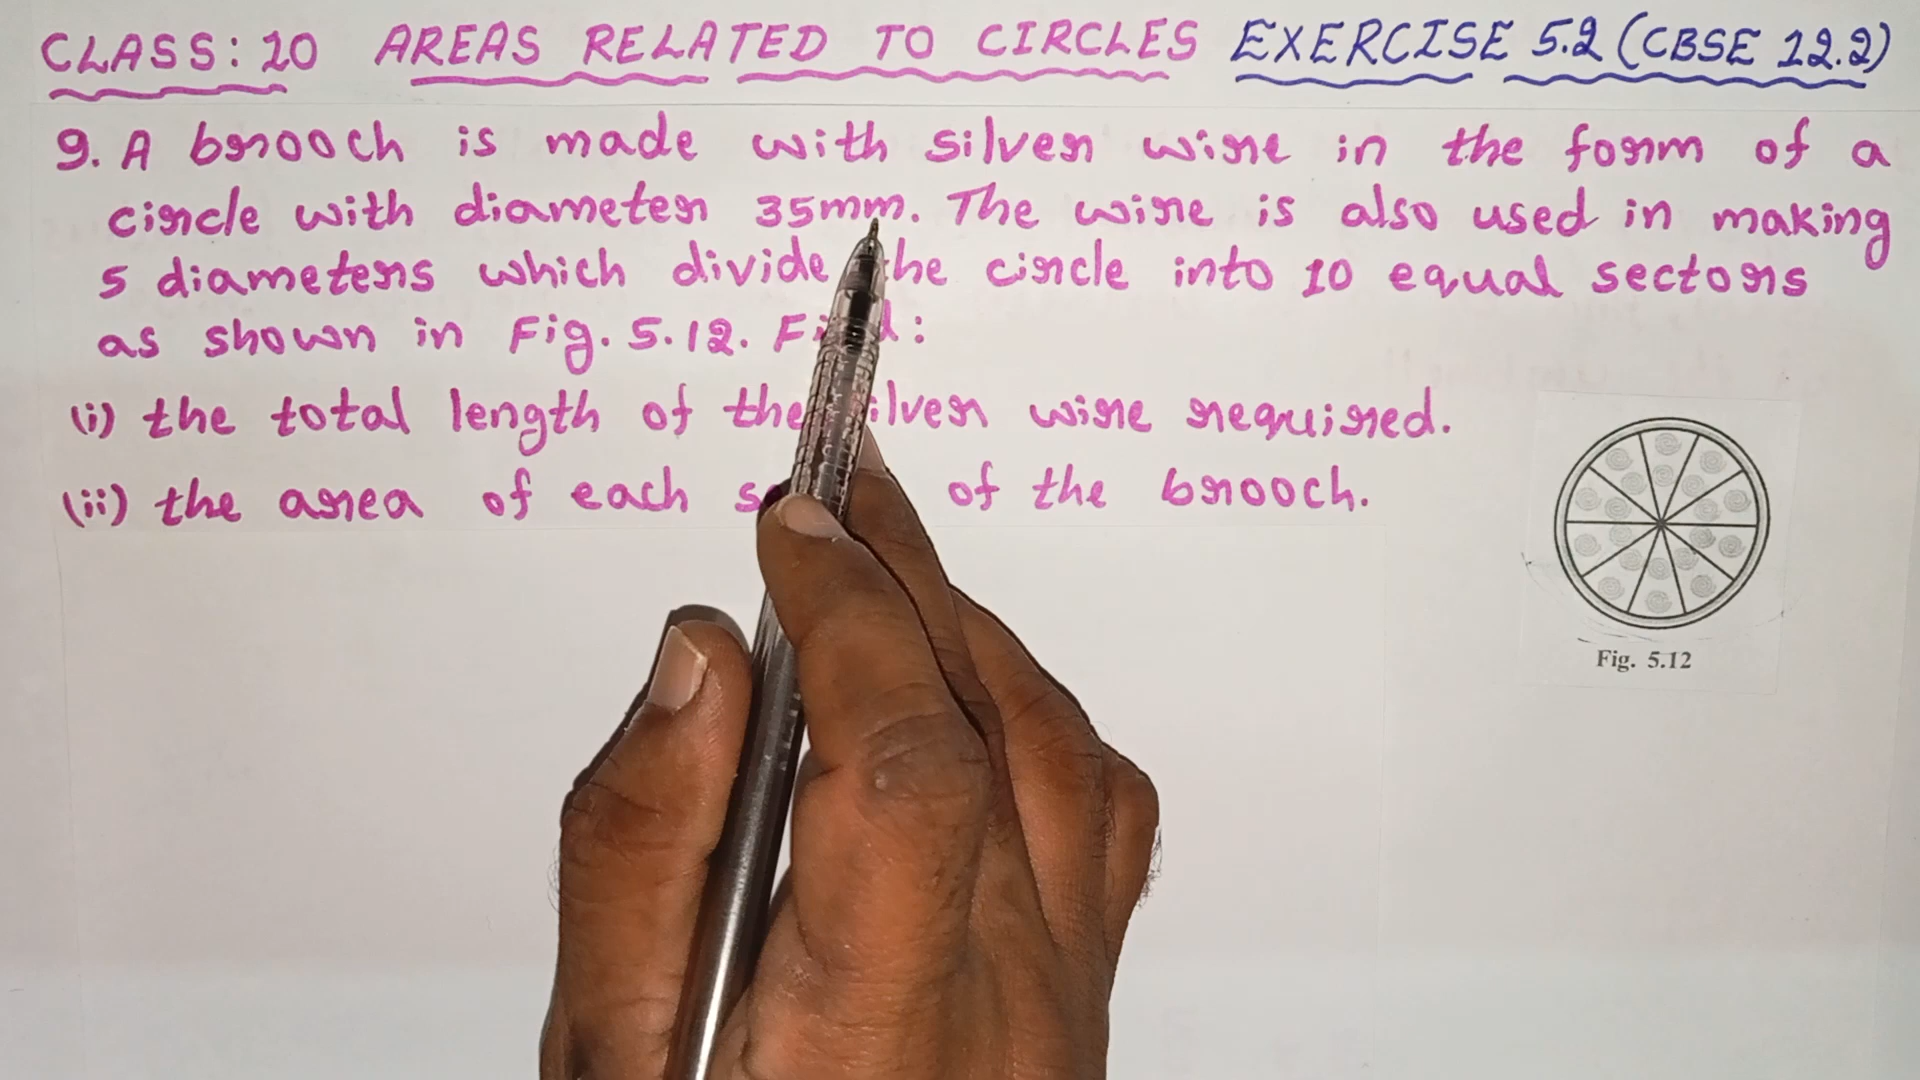 CLASS: 10 AREAS RELATED TO CIRCLES EXERCISE 5.2 (CBSE 12.2)
9. A brooch is made with silver wire in the form of a
circle with diameter 35mm. The wire is also used in making
5 diameters which divide the circle into 10 equal sectors
as shown in Fig. 5.12.
(i) the total length of the silver wire required.
(ii) the area of each of the brooch.
Fig. 5.12